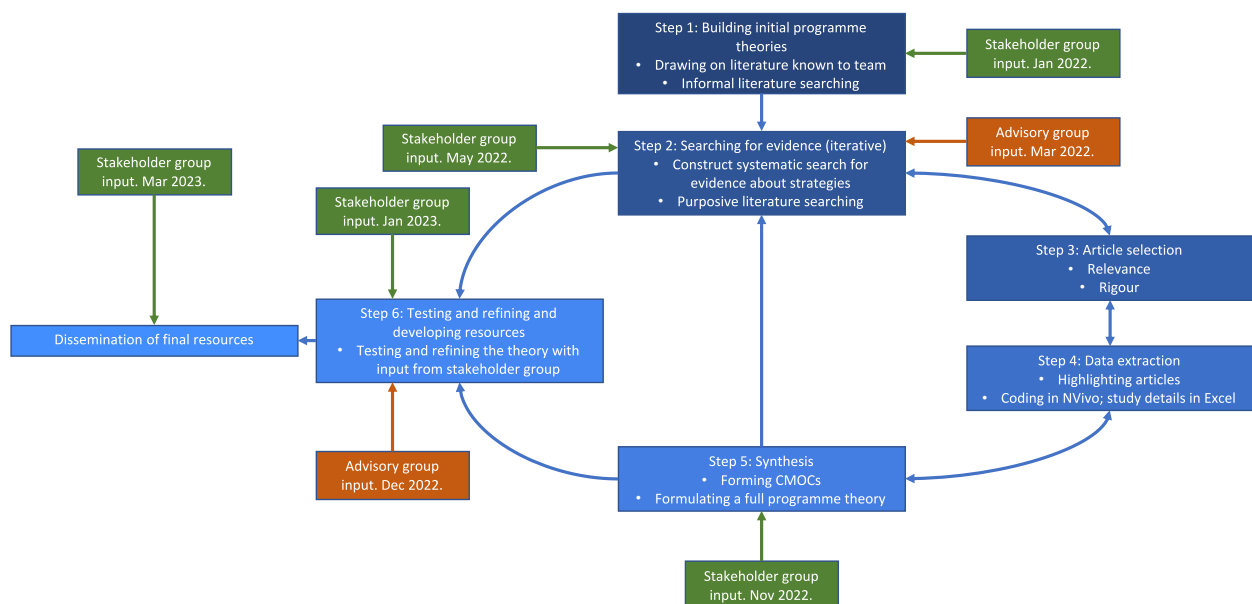 Step 1: Building initial programme
theories
• Drawing on literature known to team
• Informal literature searching
Stakeholder group
input. Jan 2022.
Stakeholder group
input. May 2022.
Step 2: Searching for evidence (iterative)
• Construct systematic search for
evidence about strategies
• Purposive literature searching
Advisory group
input. Mar 2022.
Stakeholder group
input. Mar 2023.
Stakeholder group
input. Jan 2023.
Step 3: Article selection
• Relevance
• Rigour
Step 6: Testing and refining and
developing resources
• Testing and refining the theory with
input from stakeholder group
Dissemination of final resources
Step 4: Data extraction
• Highlighting articles
• Coding in NVivo; study details in Excel
Advisory group
input. Dec 2022.
Step 5: Synthesis
• Forming CMOCs
• Formulating a full programme theory
Stakeholder group
input. Nov 2022.